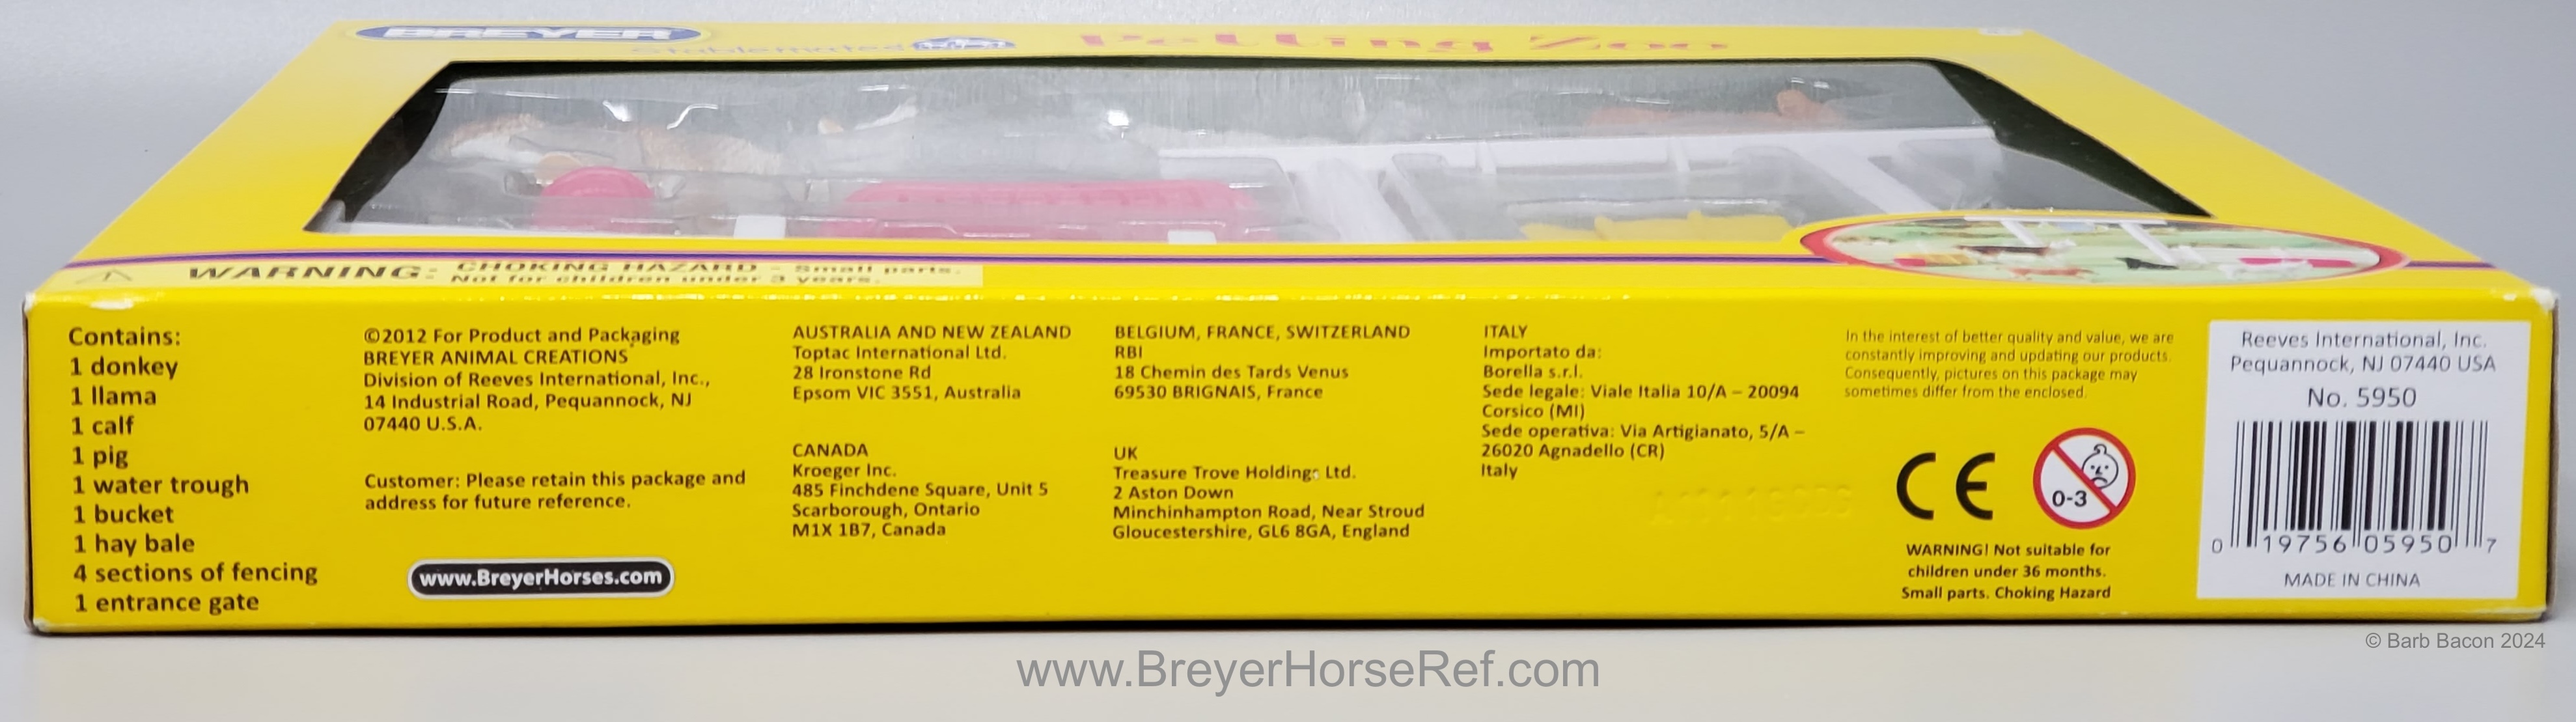 BREYER
Stablemates
Petting Zoo
WARNING: CHOKING HAZARD - Small parts.
Not for children under 3 years.
Contains:
1 donkey
1 llama
1 calf
1 pig
1 water trough
1 bucket
1 hay bale
4 sections of fencing
1 entrance gate
©2012 For Product and Packaging
BREYER ANIMAL CREATIONS
Division of Reeves International, Inc.,
14 Industrial Road, Pequannock, NJ
07440 U.S.A.
Customer: Please retain this package and
address for future reference.
www.BreyerHorses.com
AUSTRALIA AND NEW ZEALAND
Toptac International Ltd.
28 Ironstone Rd
Epsom VIC 3551, Australia
CANADA
Kroeger Inc.
485 Finchdene Square, Unit 5
Scarborough, Ontario
M1X 1B7, Canada
BELGIUM, FRANCE, SWITZERLAND
RBI
18 Chemin des Tards Venus
69530 BRIGNAIS, France
UK
Treasure Trove Holdings Ltd.
2 Aston Down
Minchinhampton Road, Near Stroud
Gloucestershire, GL6 8GA, England
ITALY
Importato da:
Borella s.r.l.
Sede legale: Viale Italia 10/A – 20094
Corsico (MI)
Sede operativa: Via Artigianato, 5/A –
26020 Agnadello (CR)
Italy
In the interest of better quality and value, we are
constantly improving and updating our products.
Consequently, pictures on this package may
sometimes differ from the enclosed.
CE
0-3
WARNING! Not suitable for
children under 36 months.
Small parts. Choking Hazard
Reeves International, Inc.
Pequannock, NJ 07440 USA
No. 5950
0 19756 05950 7
MADE IN CHINA
© Barb Bacon 2024
www.BreyerHorseRef.com